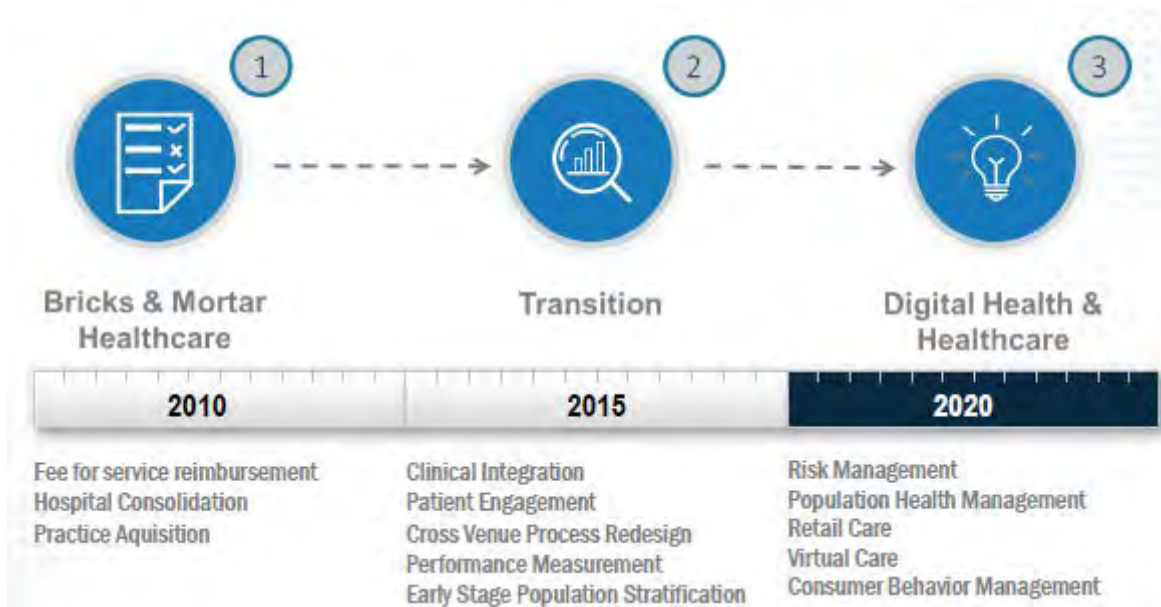 1
2
3
Bricks & Mortar
Healthcare
Transition
Digital Health &
Healthcare
2010
2015
2020
Fee for service reimbursement
Hospital Consolidation
Practice Aquisition
Clinical Integration
Patient Engagement
Cross Venue Process Redesign
Performance Measurement
Early Stage Population Stratification
Risk Management
Population Health Management
Retail Care
Virtual Care
Consumer Behavior Management